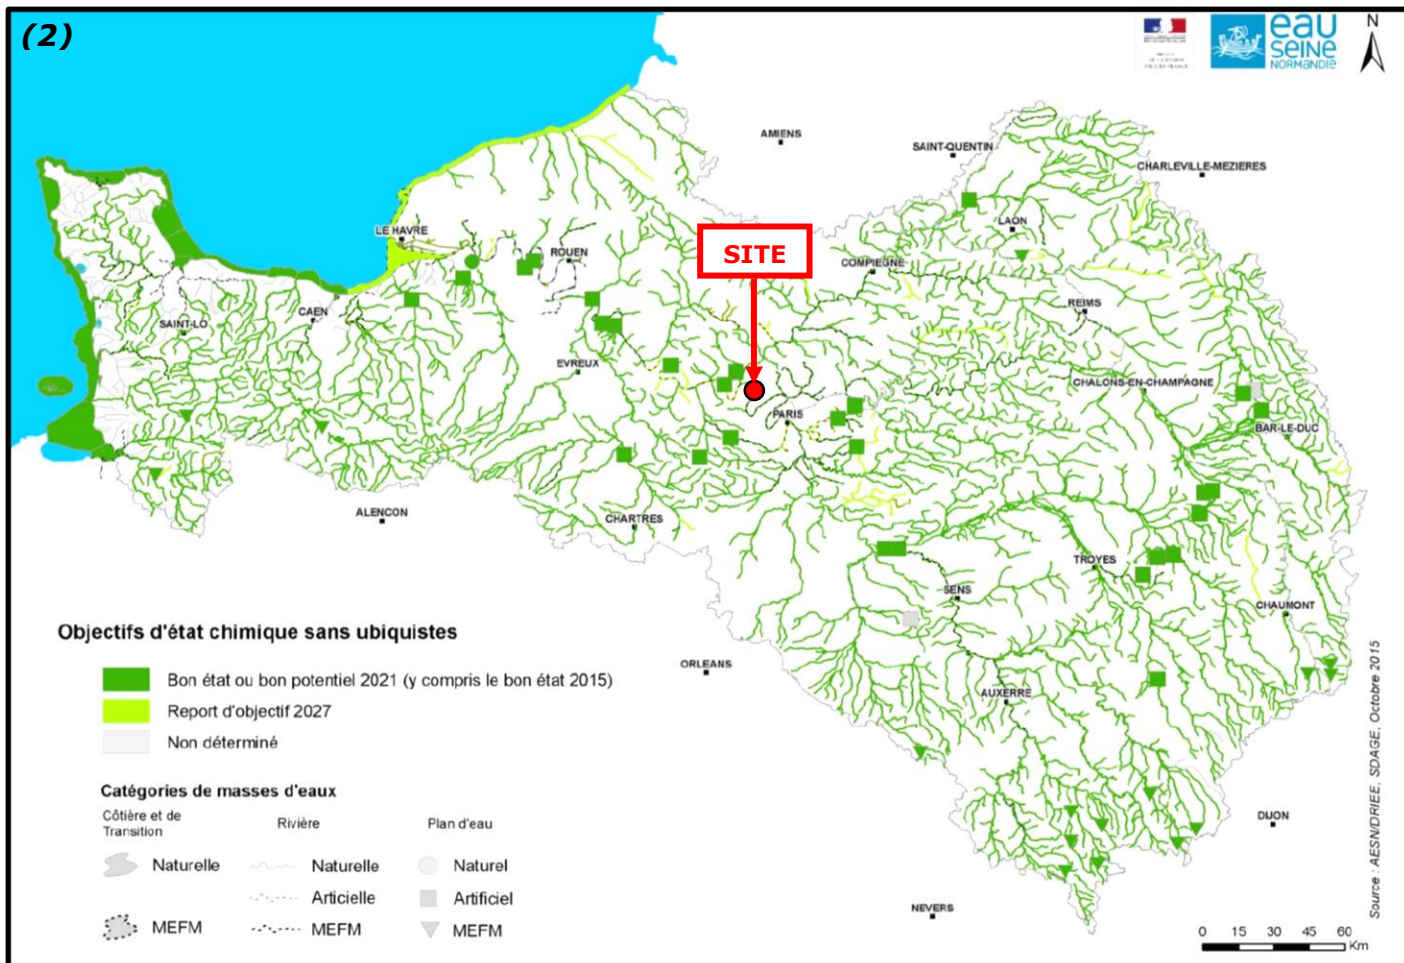 (2)
eau
SEINE
NORMANDIE
N
AMIENS
SAINT-QUENTIN
CHARLEVILLE-MEZIERES
LAON
LE HAVRE
ROUEN
SITE
COMPIEGNE
REIMS
CAEN
SAINT-LO
EVREUX
CHALONS-EN-CHAMPAGNE
PARIS
BAR-LE-DUC
ALENCON
CHARTRES
TROYES
SENS
CHAUMONT
ORLEANS
AUXERRE
DIJON
NEVERS
Objectifs d'état chimique sans ubiquistes
Bon état ou bon potentiel 2021 (y compris le bon état 2015)
Report d'objectif 2027
Non déterminé
Catégories de masses d'eaux
Côtière et de
Transition
Rivière
Plan d'eau
Naturelle
Naturelle
Naturel
Articielle
Artificiel
MEFM
MEFM
MEFM
Source : AESN/DRIEE, SDAGE, Octobre 2015
0 15 30 45 60
Km